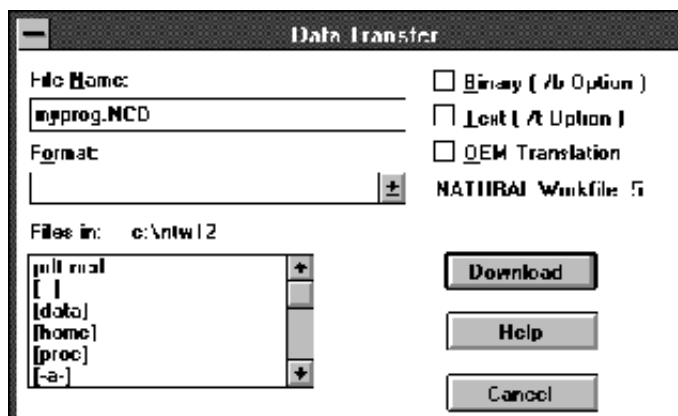 Data Transfer
File Name:
myprog.NCD
Format:
Files in: c:\ntw12
[data]
[home]
[proc]
[-a-]
Binary ( /b Option )
Text ( /t Option )
OEM Translation
NATURAL Workfile 5
Download
Help
Cancel